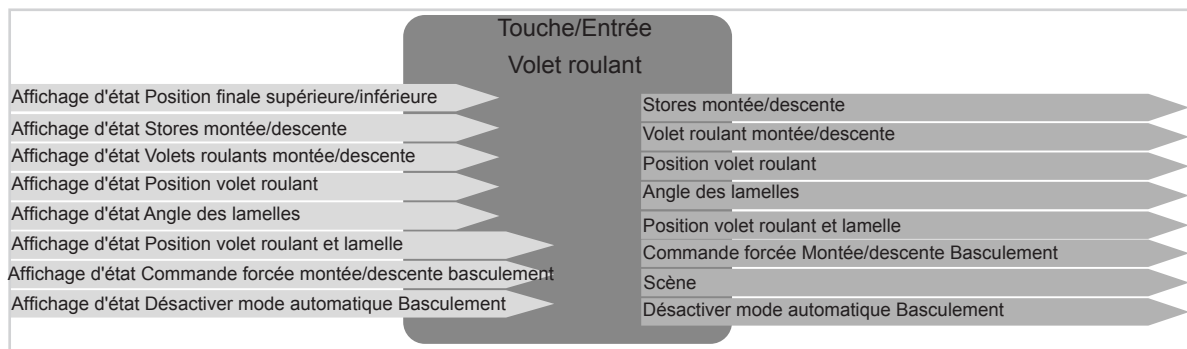 Touche/Entrée
Volet roulant
Affichage d'état Position finale supérieure/inférieure
Affichage d'état Stores montée/descente
Affichage d'état Volets roulants montée/descente
Affichage d'état Position volet roulant
Affichage d'état Angle des lamelles
Affichage d'état Position volet roulant et lamelle
Affichage d'état Commande forcée montée/descente basculement
Affichage d'état Désactiver mode automatique Basculement
Stores montée/descente
Volet roulant montée/descente
Position volet roulant
Angle des lamelles
Position volet roulant et lamelle
Commande forcée Montée/descente Basculement
Scène
Désactiver mode automatique Basculement